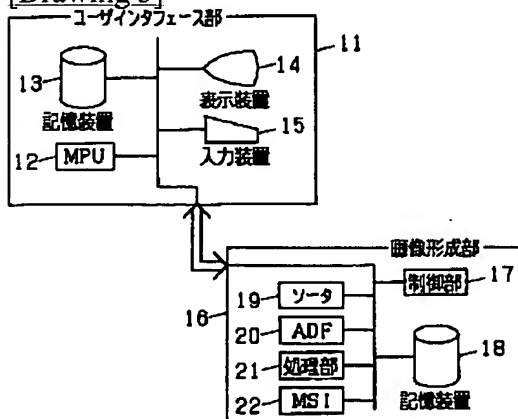 [Drawing 3]
ユーザインタフェース部
11
13
14
記憶装置
表示装置
15
12 MPU
入力装置
画像形成部
制御部 17
16
19 ソータ
20 ADF
21 処理部
18
22 MSI
記憶装置